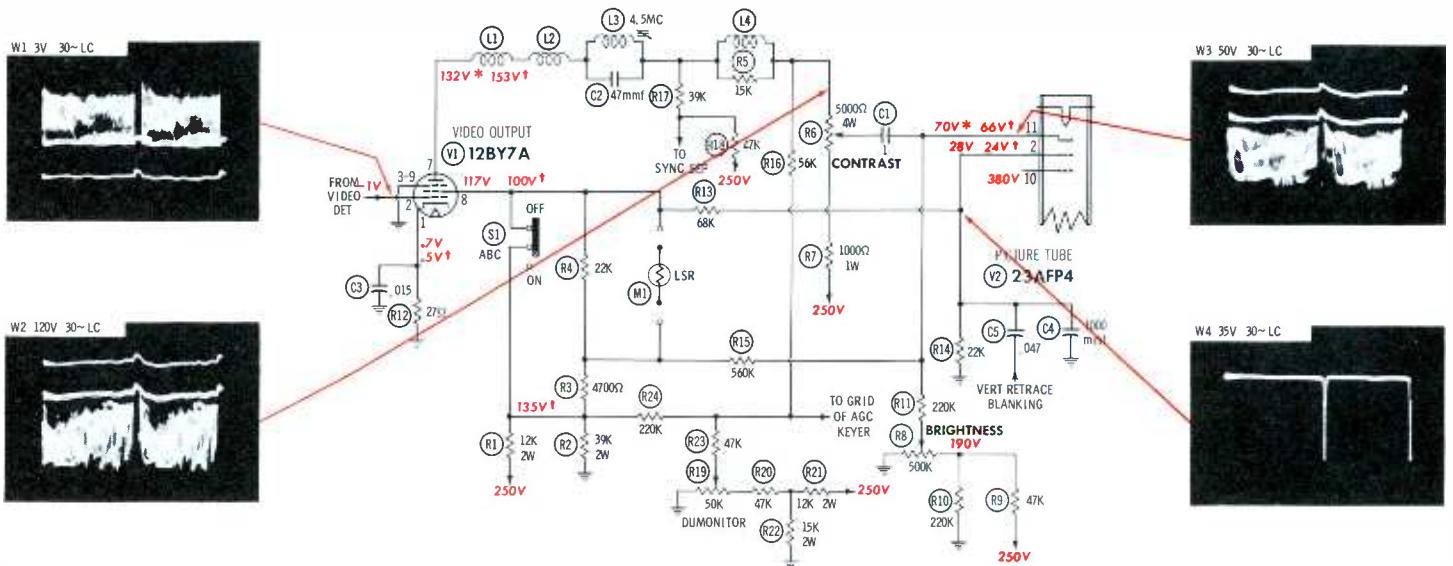 W1 3V 30~ LC
L1
L2
L3 4.5MC
L4
R5
15K
132V* 153V†
C2 47mmf
R17
39K
VIDEO OUTPUT
V1 12BY7A
7
3-9
2
8
1
FROM
VIDEO
DET
-1V
117V 100V†
.7V
.5V†
C3
.015
R12
TO
SYNC SEP
47K
250V
R16
56K
5000Ω
4W
R6
CONTRAST
C1
.1
R13
68K
OFF
S1
ABC
ON
R4
22K
LSR
M1
R7
1000Ω
1W
250V
70V* 66V†
28V 24V†
380V
11
2
10
PICTURE TUBE
V2 23AFP4
W3 50V 30~ LC
W2 120V 30~ LC
W4 35V 30~ LC
R15
560K
R3
4700Ω
R24
220K
135V†
R1
12K
2W
250V
R2
39K
2W
R23
47K
TO GRID
OF AGC
KEYER
R11
220K
R14
22K
C5
.047
C4
VERT RETRACE
BLANKING
R8
BRIGHTNESS
190V
500K
R19
50K
DUMONITOR
R20
47K
R21
12K 2W
250V
R22
15K
2W
R10
220K
R9
47K
250V